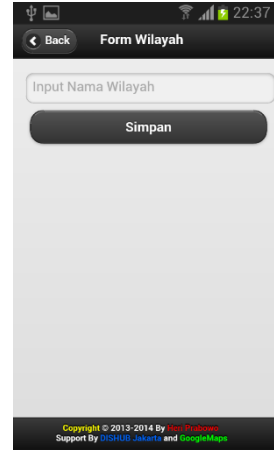 22:37
Back
Form Wilayah
Input Nama Wilayah
Simpan
Copyright © 2013-2014 By Heri Prabowo
Support By DISHUB Jakarta and GoogleMaps